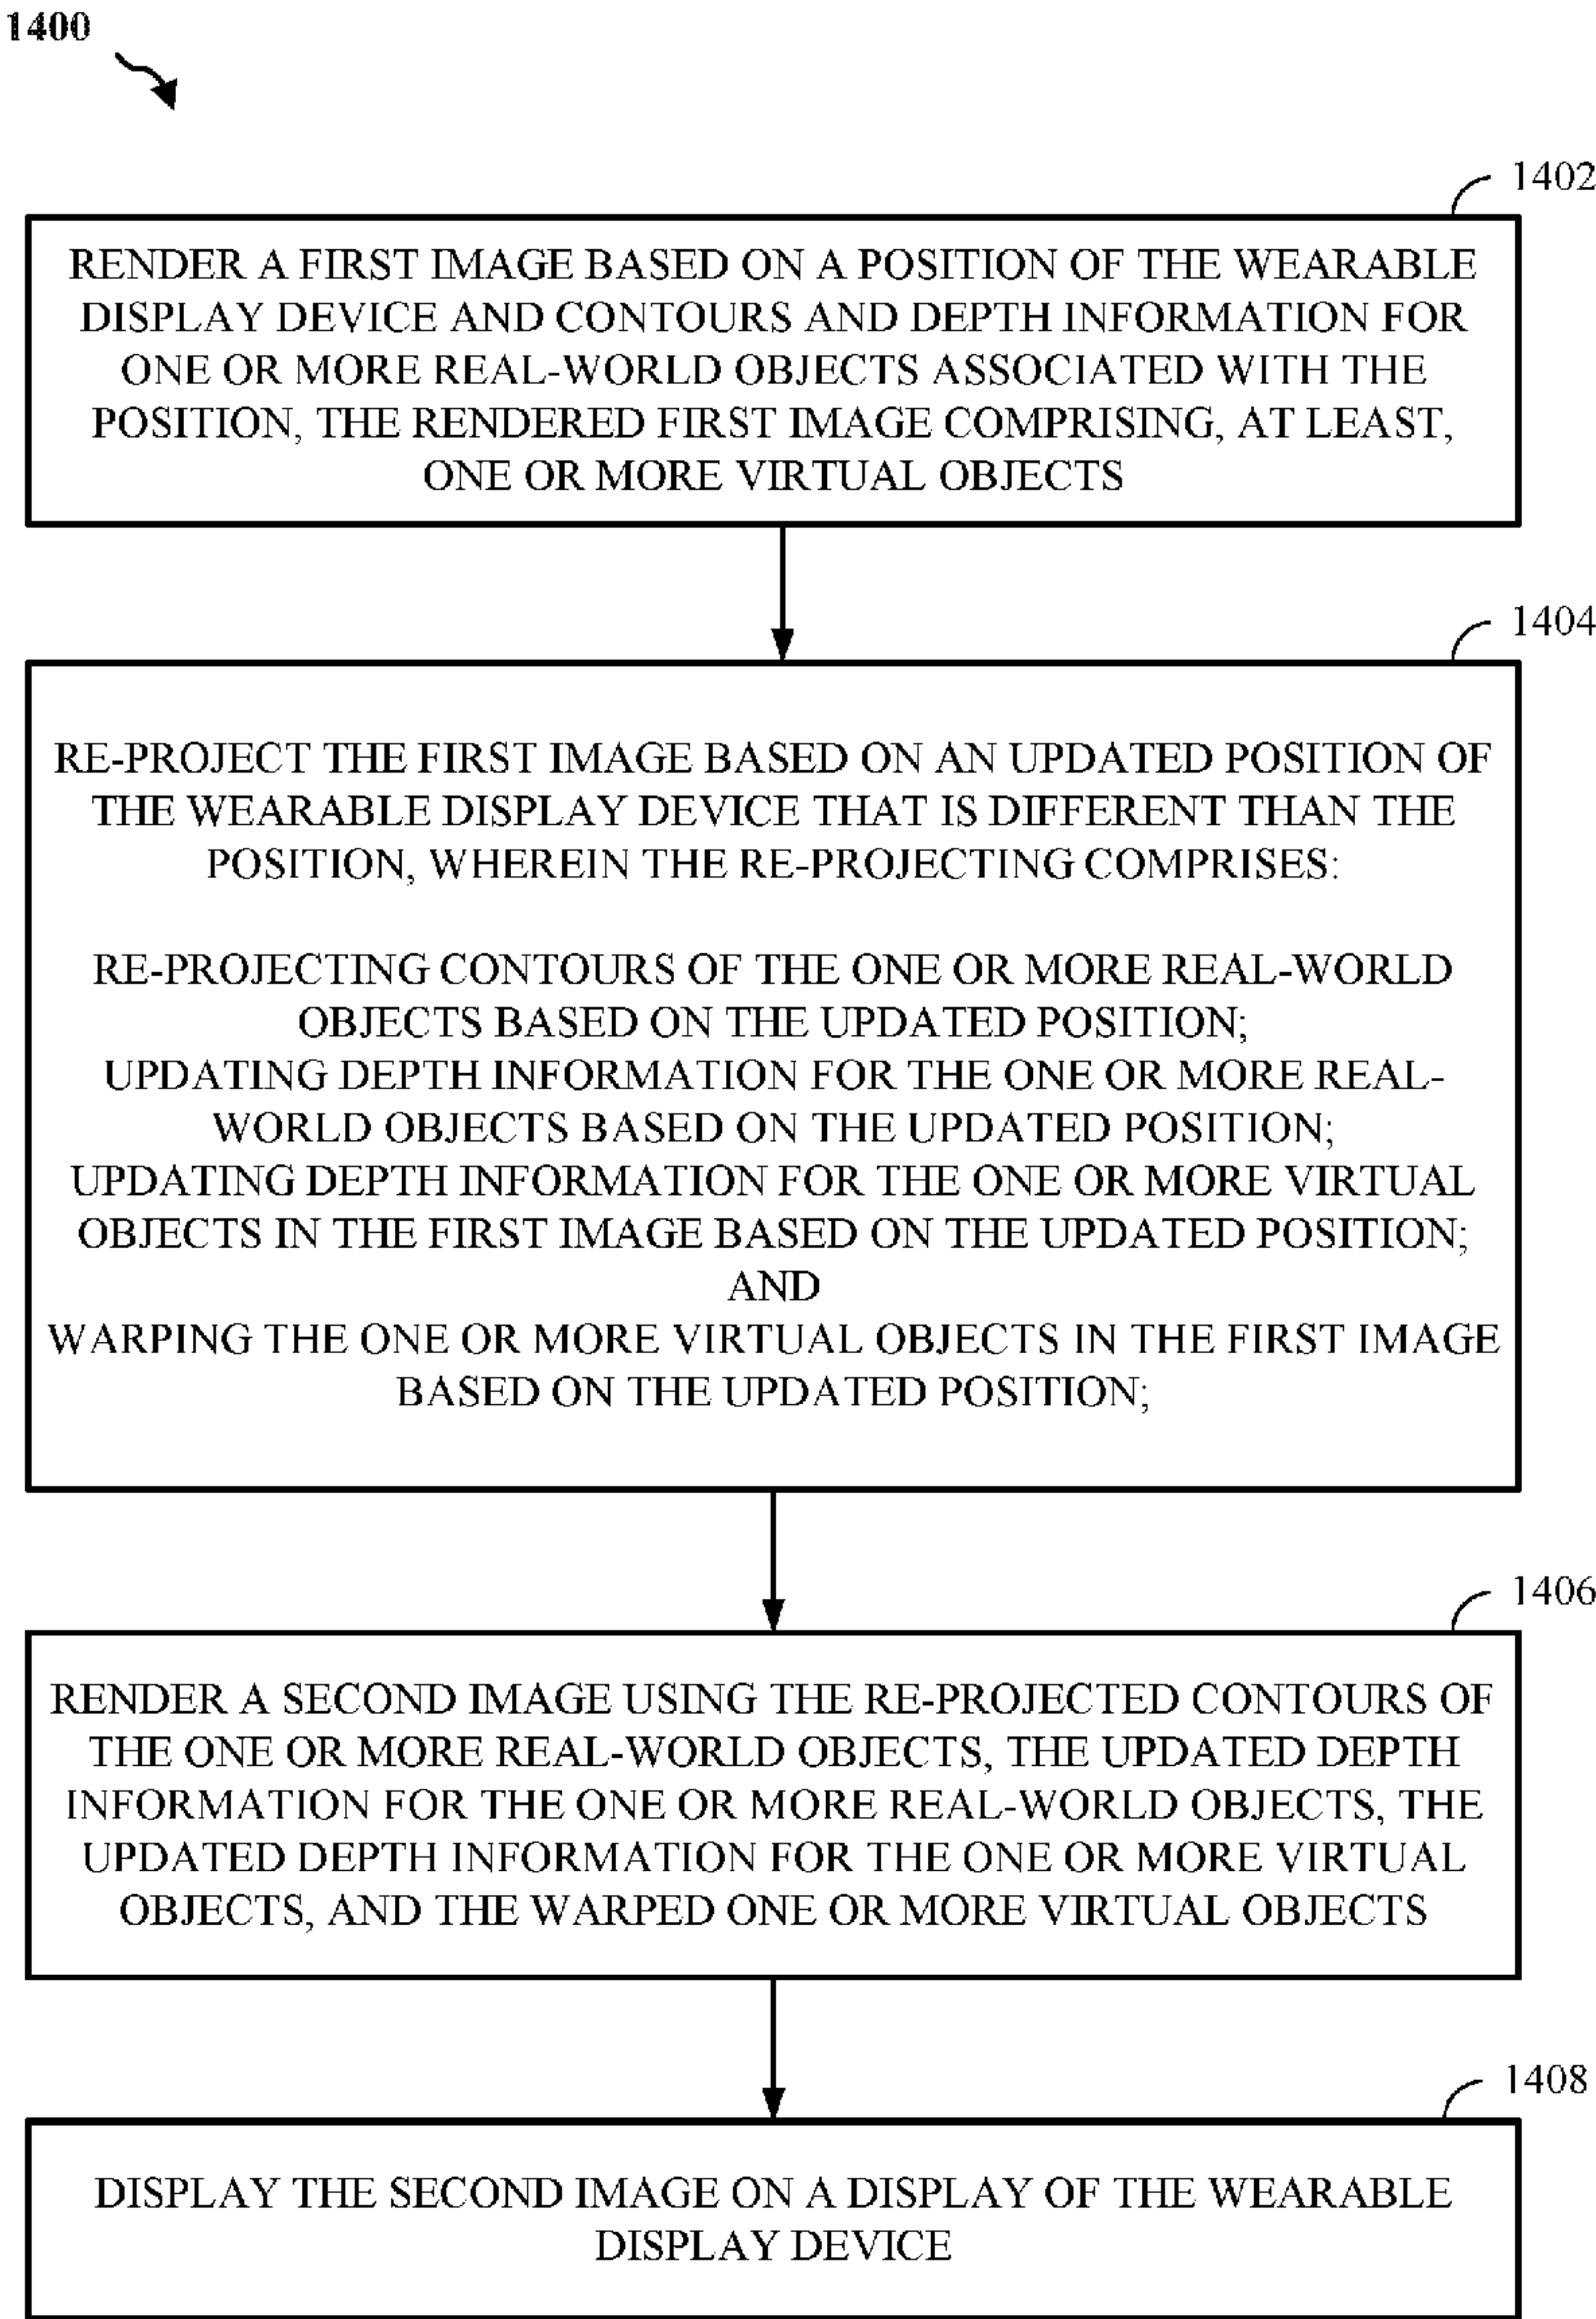 1400
1402
RENDER A FIRST IMAGE BASED ON A POSITION OF THE WEARABLE
DISPLAY DEVICE AND CONTOURS AND DEPTH INFORMATION FOR
ONE OR MORE REAL-WORLD OBJECTS ASSOCIATED WITH THE
POSITION, THE RENDERED FIRST IMAGE COMPRISING, AT LEAST,
ONE OR MORE VIRTUAL OBJECTS
1404
RE-PROJECT THE FIRST IMAGE BASED ON AN UPDATED POSITION OF
THE WEARABLE DISPLAY DEVICE THAT IS DIFFERENT THAN THE
POSITION, WHEREIN THE RE-PROJECTING COMPRISES:
RE-PROJECTING CONTOURS OF THE ONE OR MORE REAL-WORLD
OBJECTS BASED ON THE UPDATED POSITION;
UPDATING DEPTH INFORMATION FOR THE ONE OR MORE REAL-
WORLD OBJECTS BASED ON THE UPDATED POSITION;
UPDATING DEPTH INFORMATION FOR THE ONE OR MORE VIRTUAL
OBJECTS IN THE FIRST IMAGE BASED ON THE UPDATED POSITION;
AND
WARPING THE ONE OR MORE VIRTUAL OBJECTS IN THE FIRST IMAGE
BASED ON THE UPDATED POSITION;
1406
RENDER A SECOND IMAGE USING THE RE-PROJECTED CONTOURS OF
THE ONE OR MORE REAL-WORLD OBJECTS, THE UPDATED DEPTH
INFORMATION FOR THE ONE OR MORE REAL-WORLD OBJECTS, THE
UPDATED DEPTH INFORMATION FOR THE ONE OR MORE VIRTUAL
OBJECTS, AND THE WARPED ONE OR MORE VIRTUAL OBJECTS
1408
DISPLAY THE SECOND IMAGE ON A DISPLAY OF THE WEARABLE
DISPLAY DEVICE